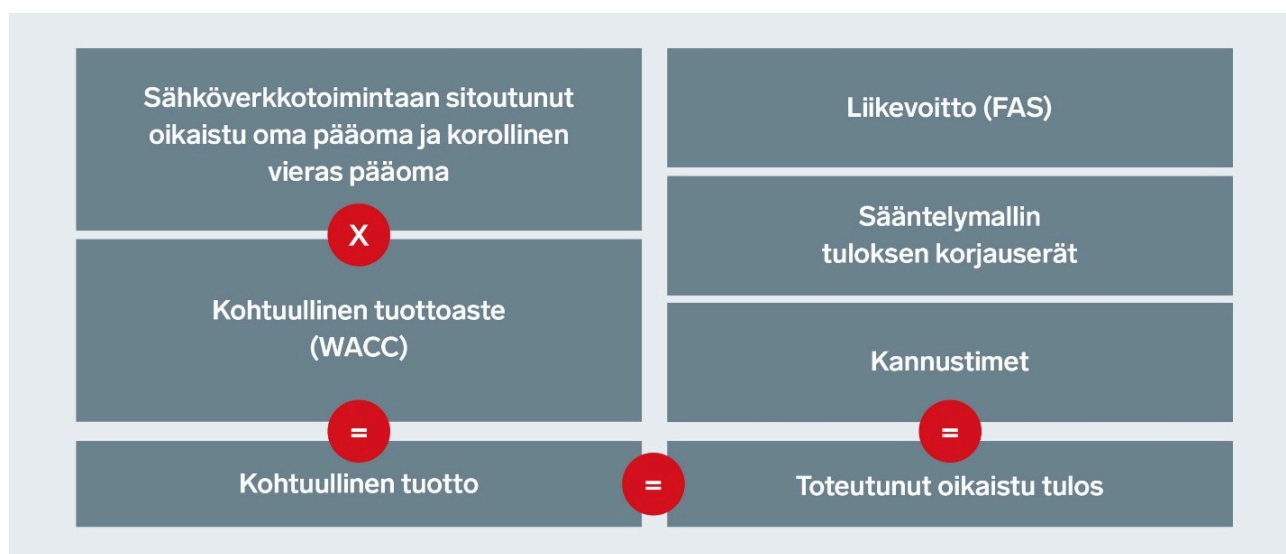 Sähköverkkotoimintaan sitoutunut
oikaistu oma pääoma ja korollinen
vieras pääoma
X
Kohtuullinen tuottoaste
(WACC)
=
Kohtuullinen tuotto
=
Liikevoitto (FAS)
Sääntelymallin
tuloksen korjauserät
Kannustimet
=
Toteutunut oikaistu tulos